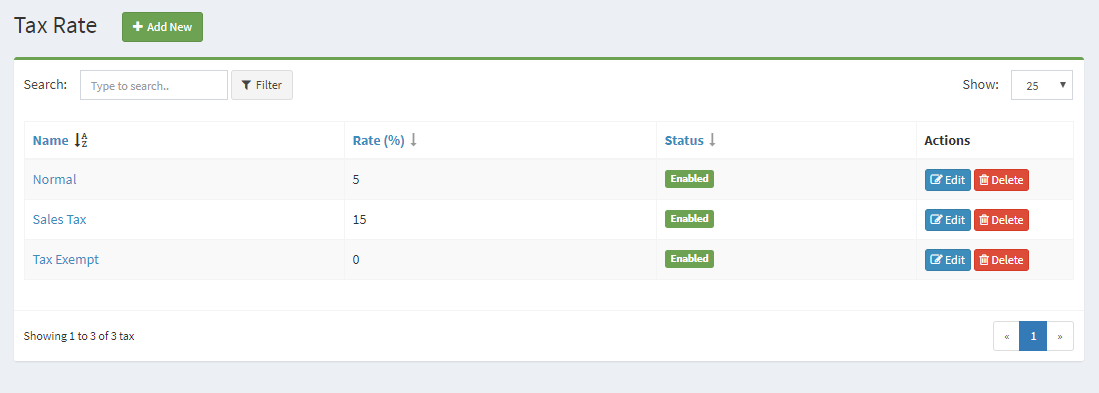 Tax Rate Add New
Search: Type to search.. Filter Show: 25
Name Rate (%) Status Actions
Normal 5 Enabled Edit Delete
Sales Tax 15 Enabled Edit Delete
Tax Exempt 0 Enabled Edit Delete
Showing 1 to 3 of 3 tax « 1 »